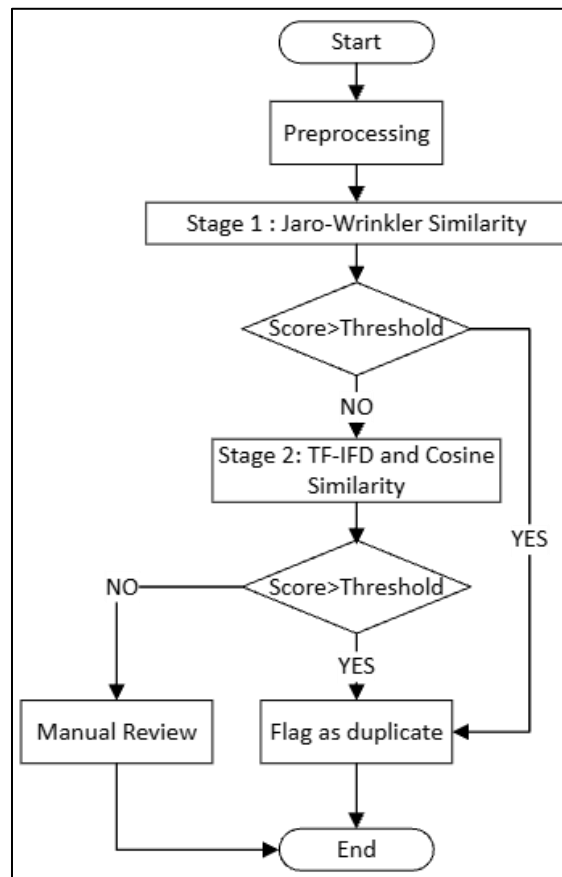 Start
Preprocessing
Stage 1 : Jaro-Wrinkler Similarity
Score>Threshold
NO
Stage 2: TF-IFD and Cosine
Similarity
YES
Score>Threshold
NO
YES
Manual Review
Flag as duplicate
End